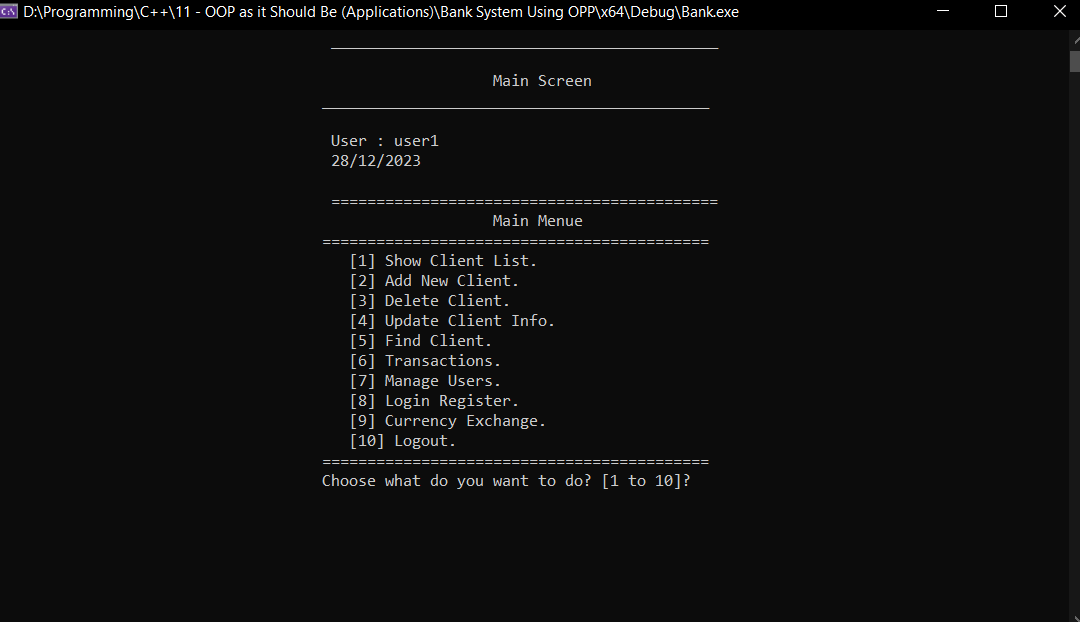 D:\Programming\C++\11 - OOP as it Should Be (Applications)\Bank System Using OPP\x64\Debug\Bank.exe
Main Screen
User : user1
28/12/2023
===========================================
Main Menue
===========================================
[1] Show Client List.
[2] Add New Client.
[3] Delete Client.
[4] Update Client Info.
[5] Find Client.
[6] Transactions.
[7] Manage Users.
[8] Login Register.
[9] Currency Exchange.
[10] Logout.
===========================================
Choose what do you want to do? [1 to 10]?